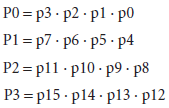 P0 = p3 · p2 · p1 · p0
P1 = p7 · p6 · p5 · p4
P2 = p11 · p10 · p9 · p8
P3 = p15 · p14 · p13 · p12